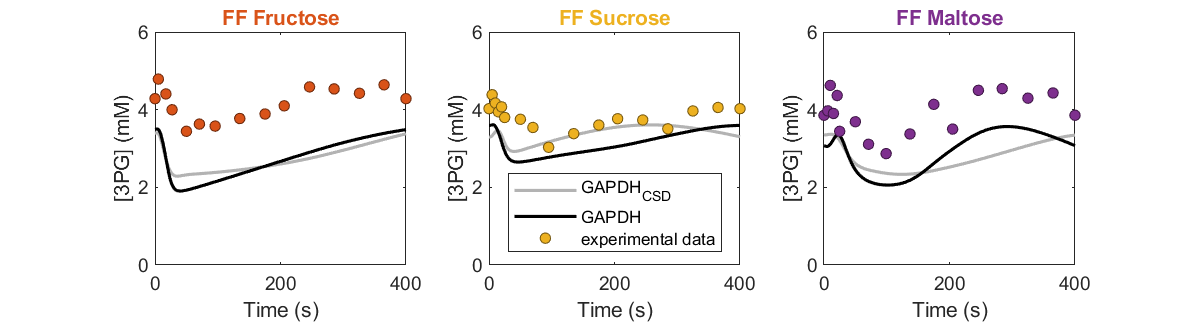 FF Fructose
[3PG] (mM)
6
4
2
0
0
200
400
Time (s)
FF Sucrose
[3PG] (mM)
6
4
2
0
GAPDH_CSD
GAPDH
experimental data
0
200
400
Time (s)
FF Maltose
[3PG] (mM)
6
4
2
0
0
200
400
Time (s)